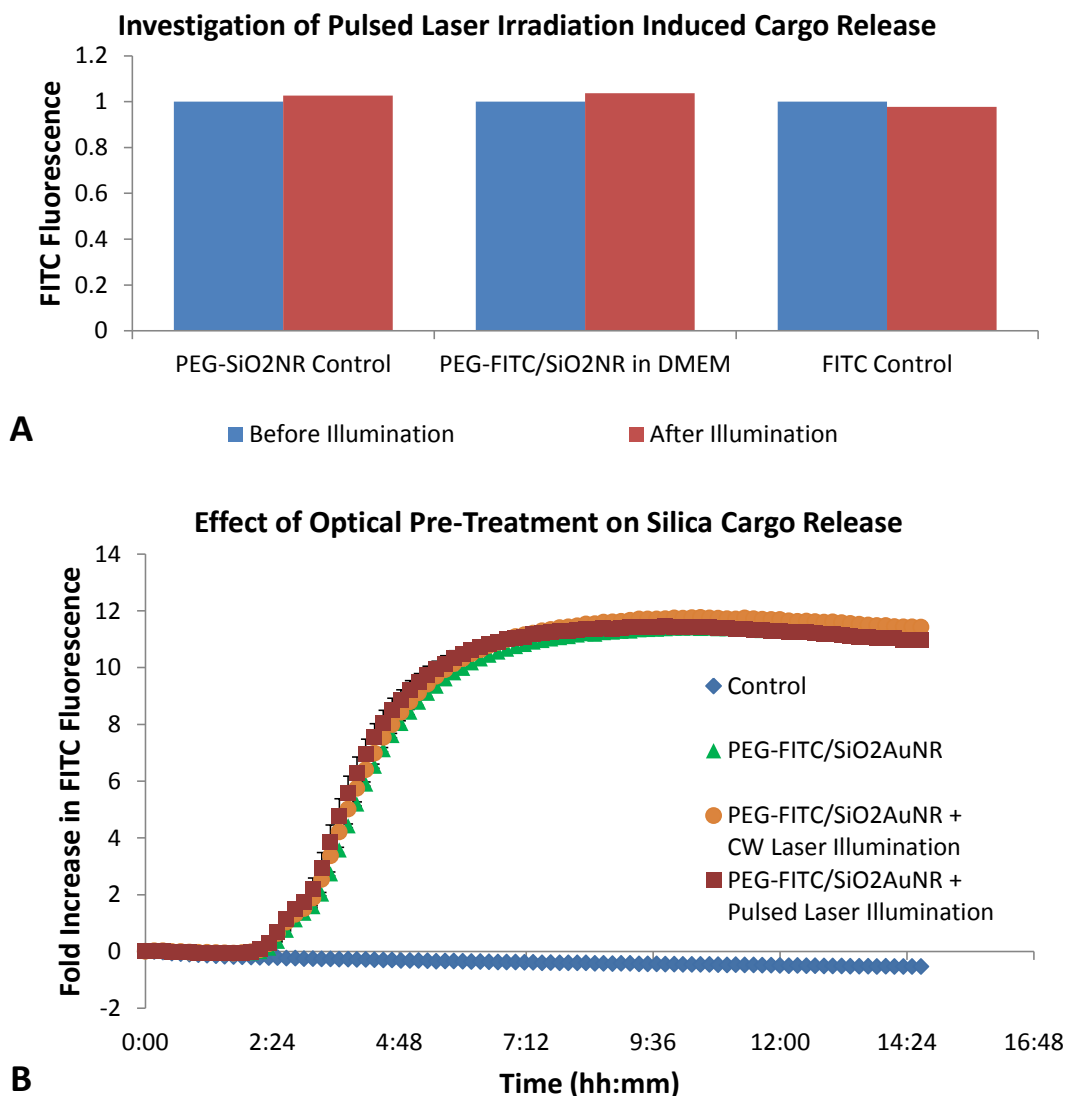 Investigation of Pulsed Laser Irradiation Induced Cargo Release
FITC Fluorescence
1.2
1
0.8
0.6
0.4
0.2
0
PEG-SiO2NR Control
PEG-FITC/SiO2NR in DMEM
FITC Control
A
Before Illumination
After Illumination
Effect of Optical Pre-Treatment on Silica Cargo Release
Fold Increase in FITC Fluorescence
14
12
10
8
6
4
2
0
-2
Control
PEG-FITC/SiO2AuNR
PEG-FITC/SiO2AuNR +
CW Laser Illumination
PEG-FITC/SiO2AuNR +
Pulsed Laser Illumination
0:00
2:24
4:48
7:12
9:36
12:00
14:24
16:48
Time (hh:mm)
B